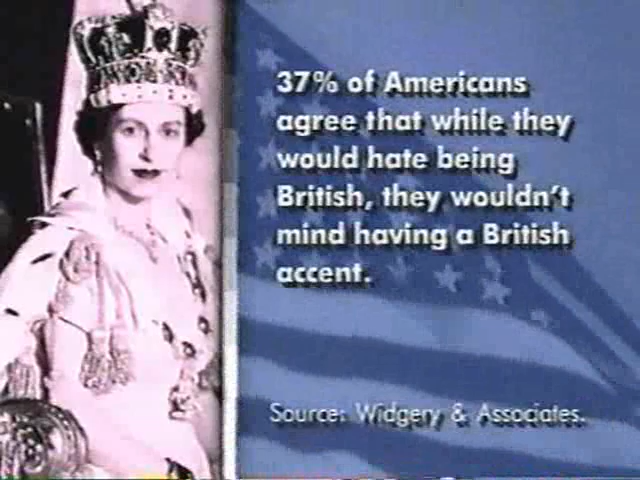 37% of Americans
agree that while they
would hate being
British, they wouldn't
mind having a British
accent.
Source: Widgery & Associates.